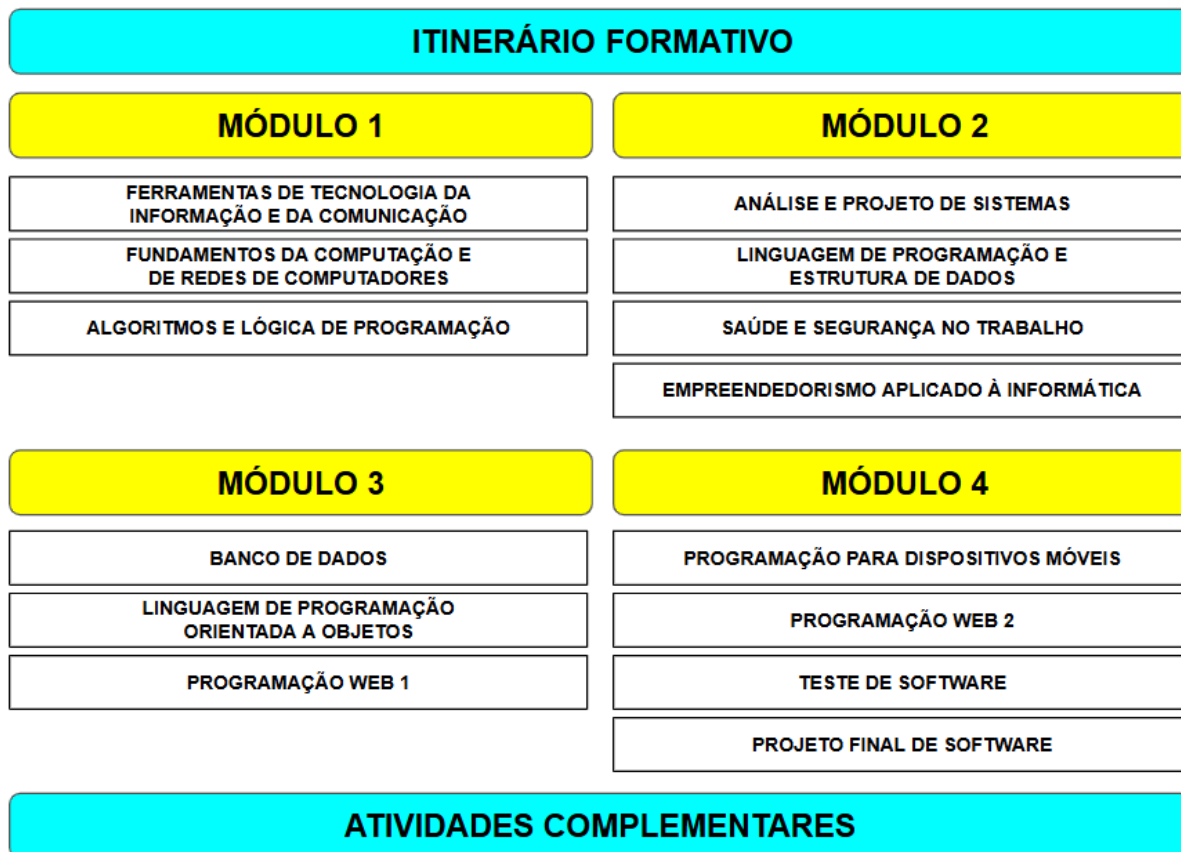 ITINERÁRIO FORMATIVO
MÓDULO 1
FERRAMENTAS DE TECNOLOGIA DA
INFORMAÇÃO E DA COMUNICAÇÃO
FUNDAMENTOS DA COMPUTAÇÃO E
DE REDES DE COMPUTADORES
ALGORITMOS E LÓGICA DE PROGRAMAÇÃO
MÓDULO 2
ANÁLISE E PROJETO DE SISTEMAS
LINGUAGEM DE PROGRAMAÇÃO E
ESTRUTURA DE DADOS
SAÚDE E SEGURANÇA NO TRABALHO
EMPREENDEDORISMO APLICADO À INFORMÁTICA
MÓDULO 3
BANCO DE DADOS
LINGUAGEM DE PROGRAMAÇÃO
ORIENTADA A OBJETOS
PROGRAMAÇÃO WEB 1
MÓDULO 4
PROGRAMAÇÃO PARA DISPOSITIVOS MÓVEIS
PROGRAMAÇÃO WEB 2
TESTE DE SOFTWARE
PROJETO FINAL DE SOFTWARE
ATIVIDADES COMPLEMENTARES